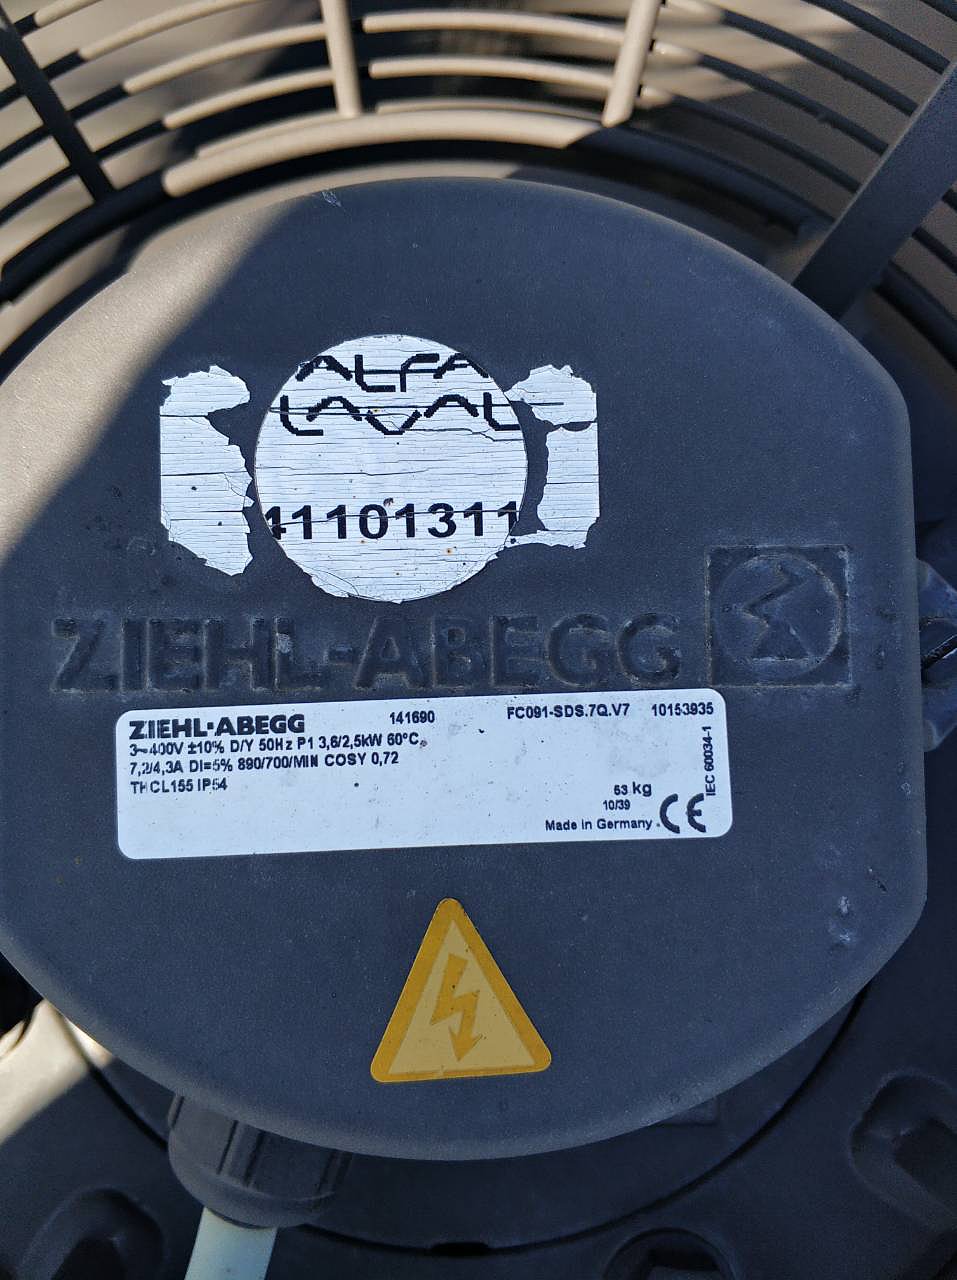 ALFA
LAVAL
41101311
ZIEHL-ABEGG
ZIEHL-ABEGG 141690 FC091-SDS.7Q.V7 10153935
3~400V ±10% D/Y 50Hz P1 3,6/2,5kW 60°C
7,2/4,3A DI=5% 890/700/MIN COSY 0,72
THCL155 IP54
53 kg
10/39
Made in Germany
CE
IEC 60034-1